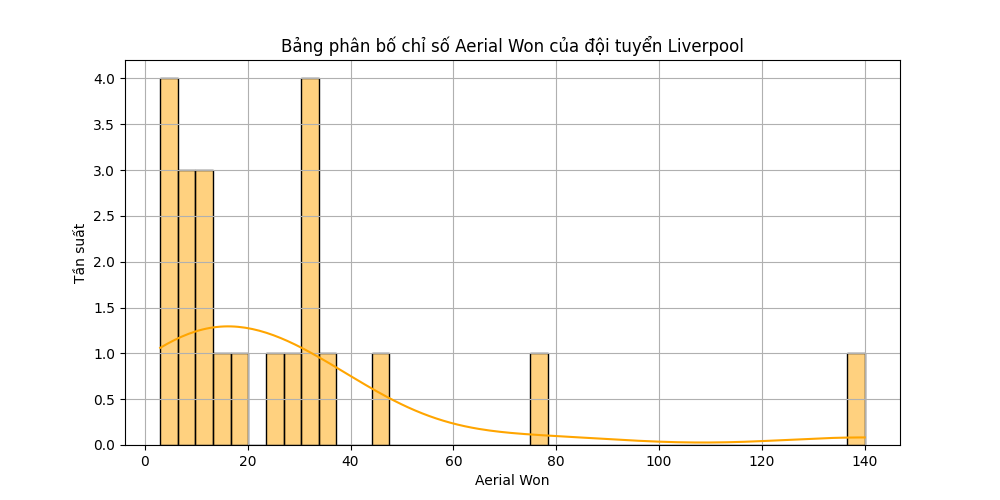 Bảng phân bố chỉ số Aerial Won của đội tuyển Liverpool
Tần suất
4.0
3.5
3.0
2.5
2.0
1.5
1.0
0.5
0.0
0 20 40 60 80 100 120 140
Aerial Won